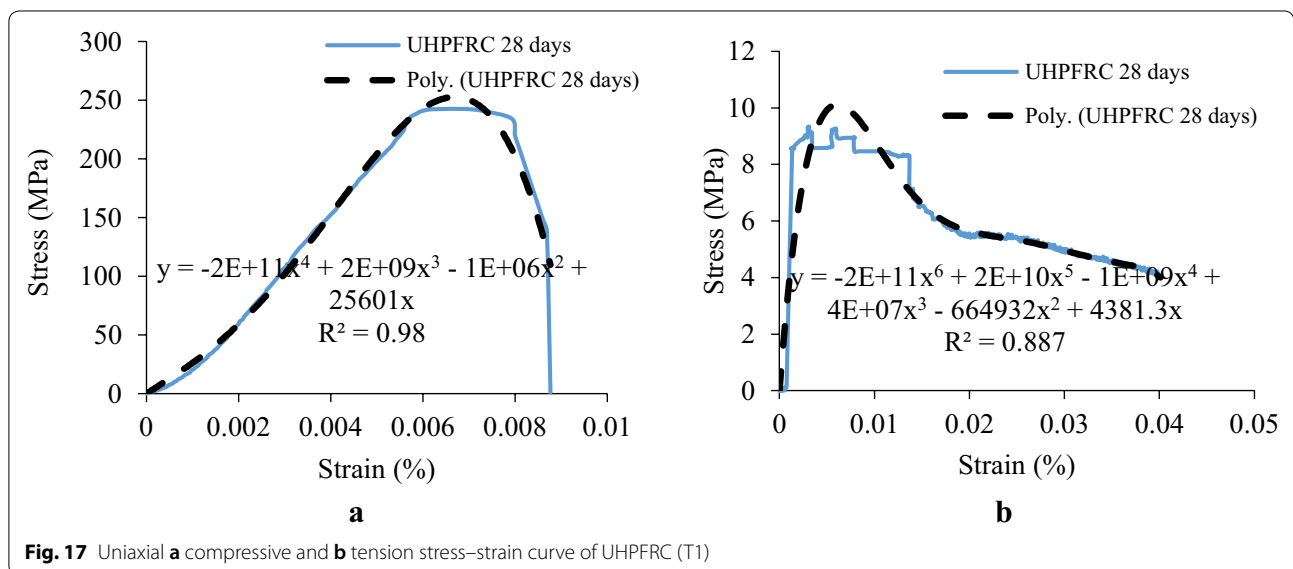 300
250
200
150
100
50
0
Stress (MPa)
UHPFRC 28 days
Poly. (UHPFRC 28 days)
y = -2E+11x⁴ + 2E+09x³ - 1E+06x² +
25601x
R² = 0.98
0 0.002 0.004 0.006 0.008 0.01
Strain (%)
a
12
10
8
6
4
2
0
Stress (MPa)
UHPFRC 28 days
Poly. (UHPFRC 28 days)
y = -2E+11x⁶ + 2E+10x⁵ - 1E+09x⁴ +
4E+07x³ - 664932x² + 4381.3x
R² = 0.887
0 0.01 0.02 0.03 0.04 0.05
Strain (%)
b
Fig. 17 Uniaxial a compressive and b tension stress–strain curve of UHPFRC (T1)